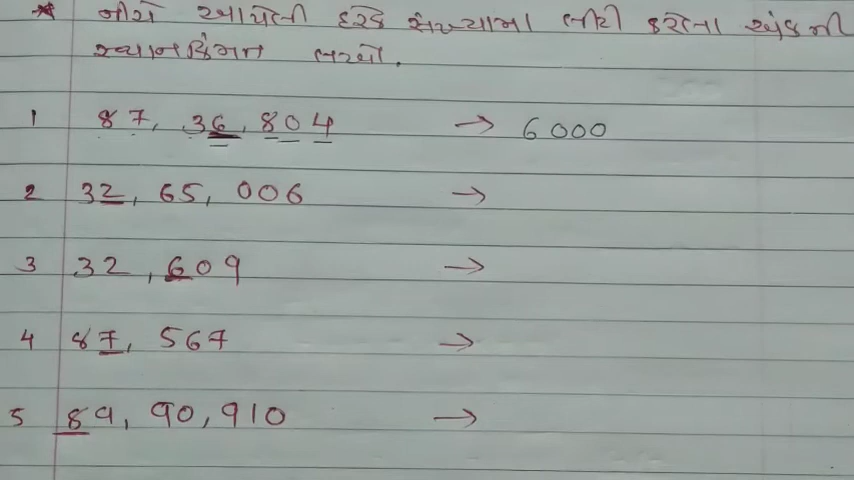 * નીચે આપેલી દરેક સંખ્યામાં લીટી કરેલા અંકની
સ્થાનકિંમત લખો.
1 87, 36, 804 → 6000
2 32, 65, 006 →
3 32, 609 →
4 87, 567 →
5 89, 90, 910 →